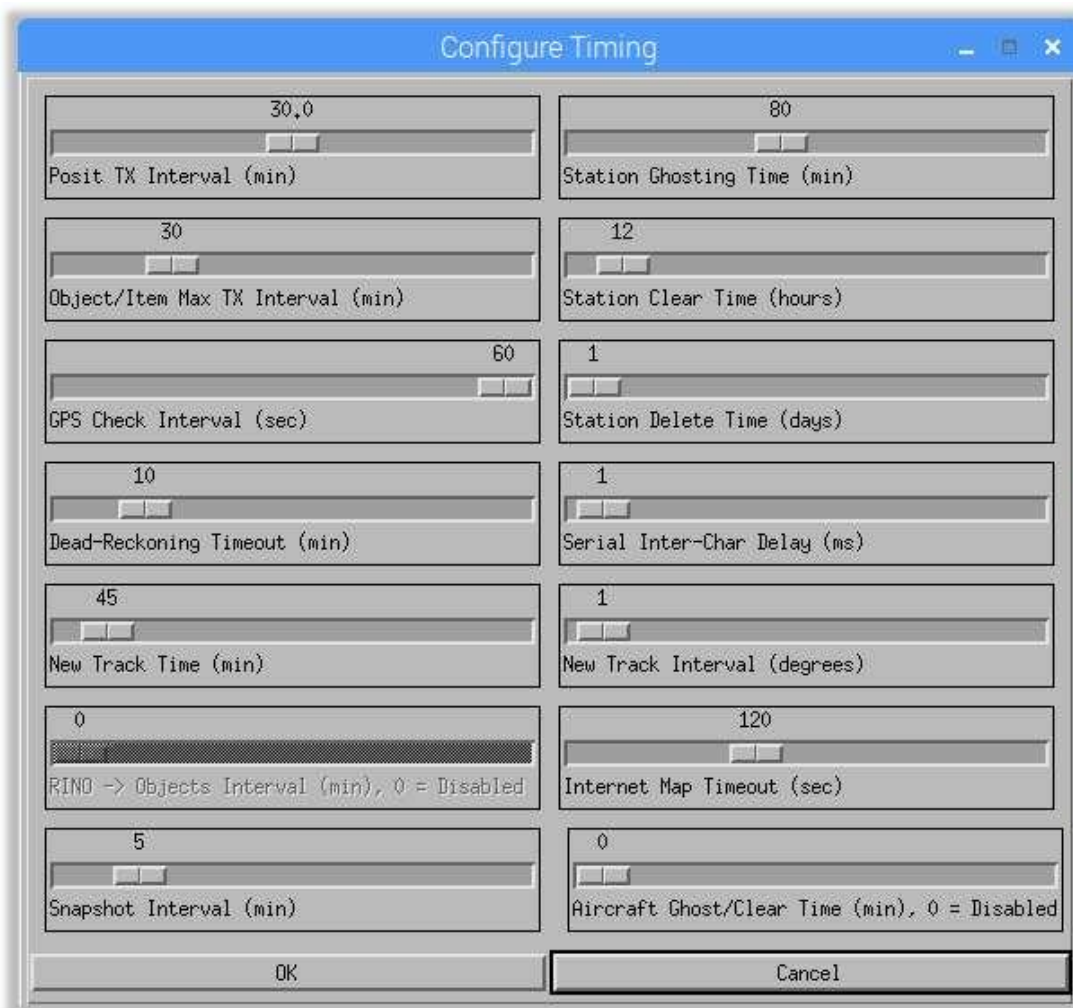 Configure Timing
30.0
Posit TX Interval (min)
80
Station Ghosting Time (min)
30
Object/Item Max TX Interval (min)
12
Station Clear Time (hours)
60
GPS Check Interval (sec)
1
Station Delete Time (days)
10
Dead-Reckoning Timeout (min)
1
Serial Inter-Char Delay (ms)
45
New Track Time (min)
1
New Track Interval (degrees)
0
RINO -> Objects Interval (min), 0 = Disabled
120
Internet Map Timeout (sec)
5
Snapshot Interval (min)
0
Aircraft Ghost/Clear Time (min), 0 = Disabled
OK
Cancel